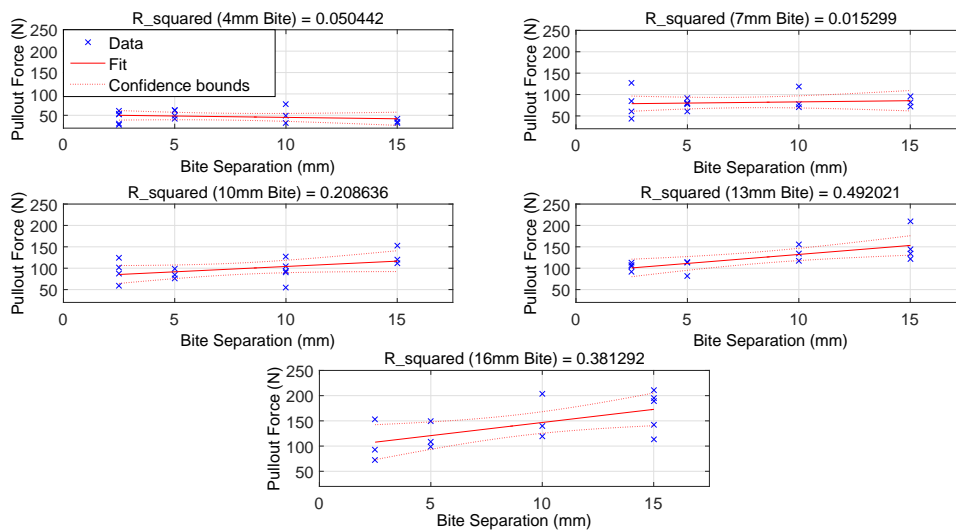 R_squared (4mm Bite) = 0.050442
Pullout Force (N)
250
200
150
100
50
Data
Fit
Confidence bounds
0 5 10 15
Bite Separation (mm)
R_squared (7mm Bite) = 0.015299
Pullout Force (N)
250
200
150
100
50
0 5 10 15
Bite Separation (mm)
R_squared (10mm Bite) = 0.208636
Pullout Force (N)
250
200
150
100
50
0 5 10 15
Bite Separation (mm)
R_squared (13mm Bite) = 0.492021
Pullout Force (N)
250
200
150
100
50
0 5 10 15
Bite Separation (mm)
R_squared (16mm Bite) = 0.381292
Pullout Force (N)
250
200
150
100
50
0 5 10 15
Bite Separation (mm)